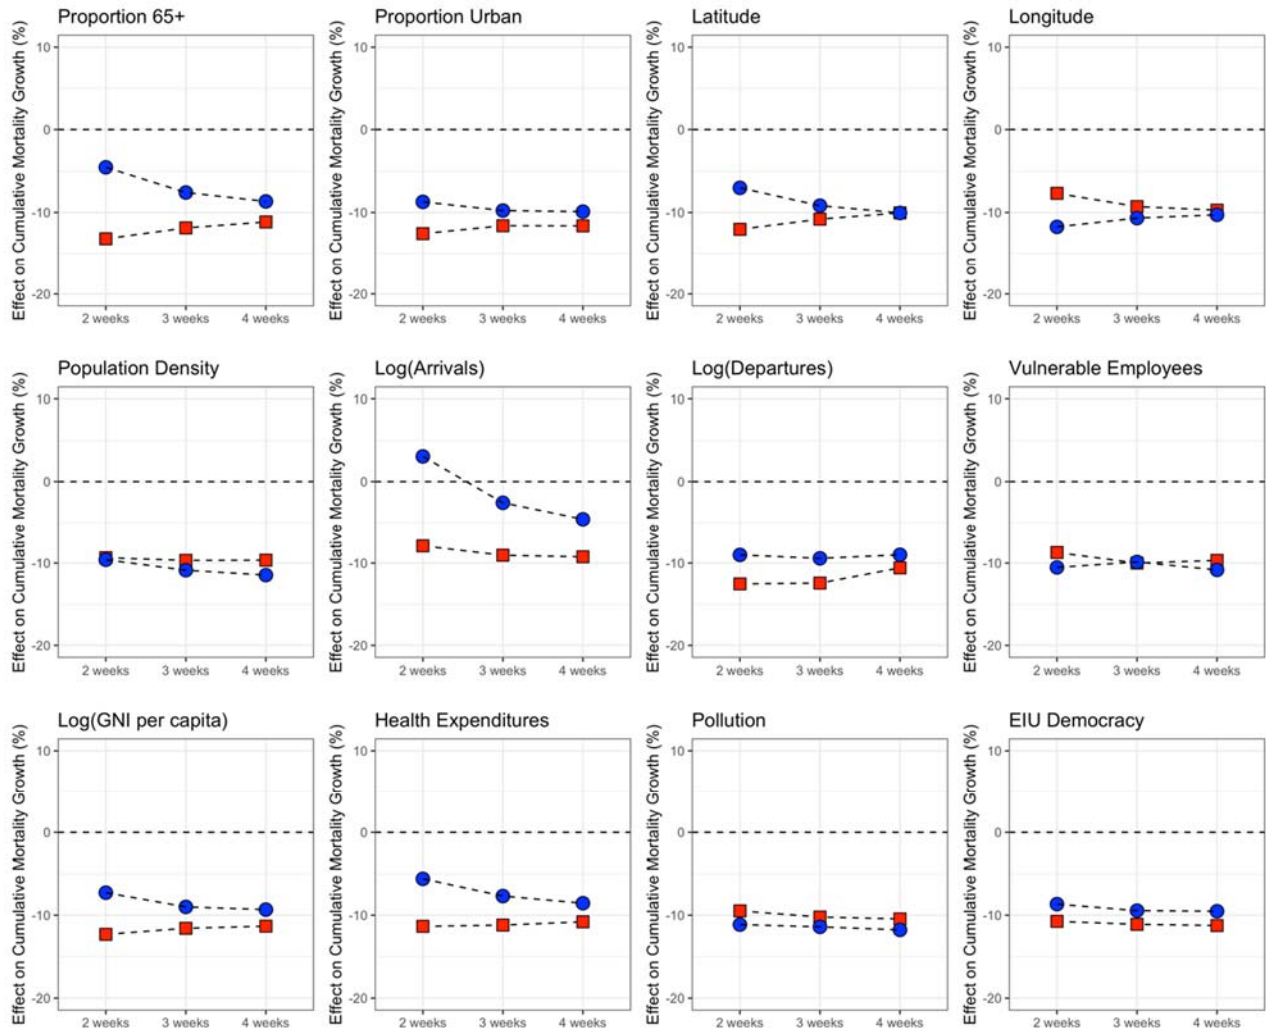 Proportion 65+
Effect on Cumulative Mortality Growth (%)
10
0
-10
-20
2 weeks 3 weeks 4 weeks
Proportion Urban
Effect on Cumulative Mortality Growth (%)
10
0
-10
-20
2 weeks 3 weeks 4 weeks
Latitude
Effect on Cumulative Mortality Growth (%)
10
0
-10
-20
2 weeks 3 weeks 4 weeks
Longitude
Effect on Cumulative Mortality Growth (%)
10
0
-10
-20
2 weeks 3 weeks 4 weeks
Population Density
Effect on Cumulative Mortality Growth (%)
10
0
-10
-20
2 weeks 3 weeks 4 weeks
Log(Arrivals)
Effect on Cumulative Mortality Growth (%)
10
0
-10
-20
2 weeks 3 weeks 4 weeks
Log(Departures)
Effect on Cumulative Mortality Growth (%)
10
0
-10
-20
2 weeks 3 weeks 4 weeks
Vulnerable Employees
Effect on Cumulative Mortality Growth (%)
10
0
-10
-20
2 weeks 3 weeks 4 weeks
Log(GNI per capita)
Effect on Cumulative Mortality Growth (%)
10
0
-10
-20
2 weeks 3 weeks 4 weeks
Health Expenditures
Effect on Cumulative Mortality Growth (%)
10
0
-10
-20
2 weeks 3 weeks 4 weeks
Pollution
Effect on Cumulative Mortality Growth (%)
10
0
-10
-20
2 weeks 3 weeks 4 weeks
EIU Democracy
Effect on Cumulative Mortality Growth (%)
10
0
-10
-20
2 weeks 3 weeks 4 weeks